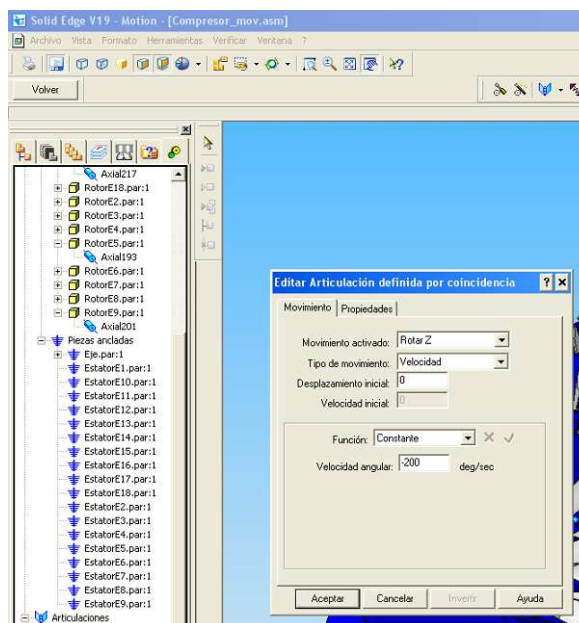 Solid Edge V19 - Motion - [Compresor_mov.asm]
Archivo Vista Formato Herramientas Verificar Ventana ?
Volver
Axial217
RotorE18.par:1
RotorE2.par:1
RotorE3.par:1
RotorE4.par:1
RotorE5.par:1
Axial193
RotorE6.par:1
RotorE7.par:1
RotorE8.par:1
RotorE9.par:1
Axial201
Piezas ancladas
Eje.par:1
EstatorE1.par:1
EstatorE10.par:1
EstatorE11.par:1
EstatorE12.par:1
EstatorE13.par:1
EstatorE14.par:1
EstatorE15.par:1
EstatorE16.par:1
EstatorE17.par:1
EstatorE18.par:1
EstatorE2.par:1
EstatorE3.par:1
EstatorE4.par:1
EstatorE5.par:1
EstatorE6.par:1
EstatorE7.par:1
EstatorE8.par:1
EstatorE9.par:1
Articulaciones
Editar Articulación definida por coincidencia
Movimiento Propiedades
Movimiento activado: Rotar Z
Tipo de movimiento: Velocidad
Desplazamiento inicial: 0
Velocidad inicial: 0
Función: Constante
Velocidad angular: -200 deg/sec
Aceptar Cancelar Invertir Ayuda